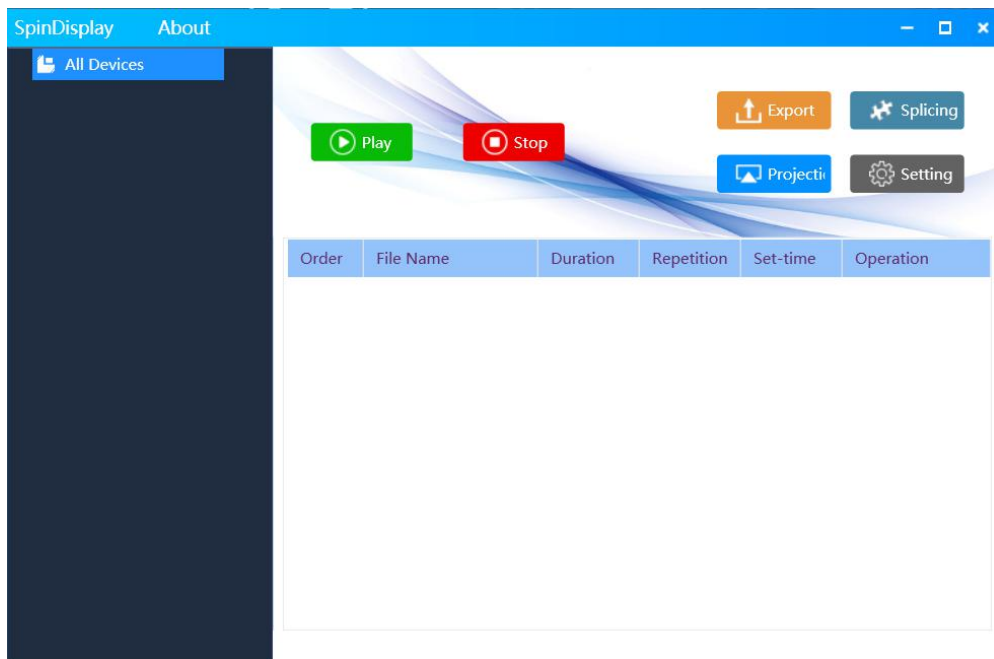 SpinDisplay About
All Devices
Export Splicing
Play Stop
Projecti Setting
Order File Name Duration Repetition Set-time Operation